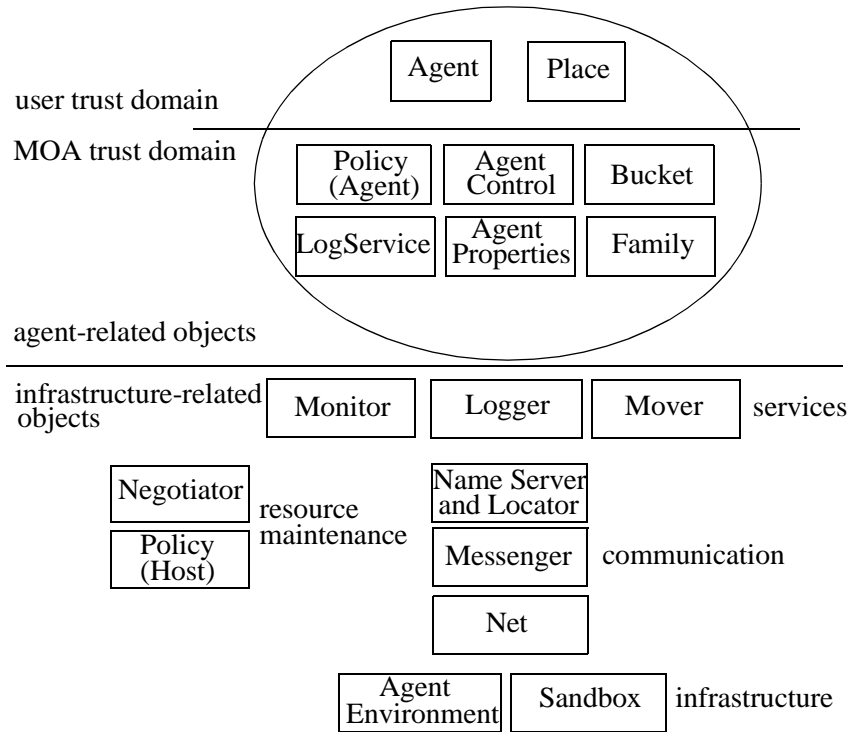 Agent
Place
user trust domain
MOA trust domain
Policy
(Agent)
Agent
Control
Bucket
LogService
Agent
Properties
Family
agent-related objects
infrastructure-related
objects
Monitor
Logger
Mover
services
Negotiator
resource
maintenance
Policy
(Host)
Name Server
and Locator
Messenger
communication
Net
Agent
Environment
Sandbox
infrastructure